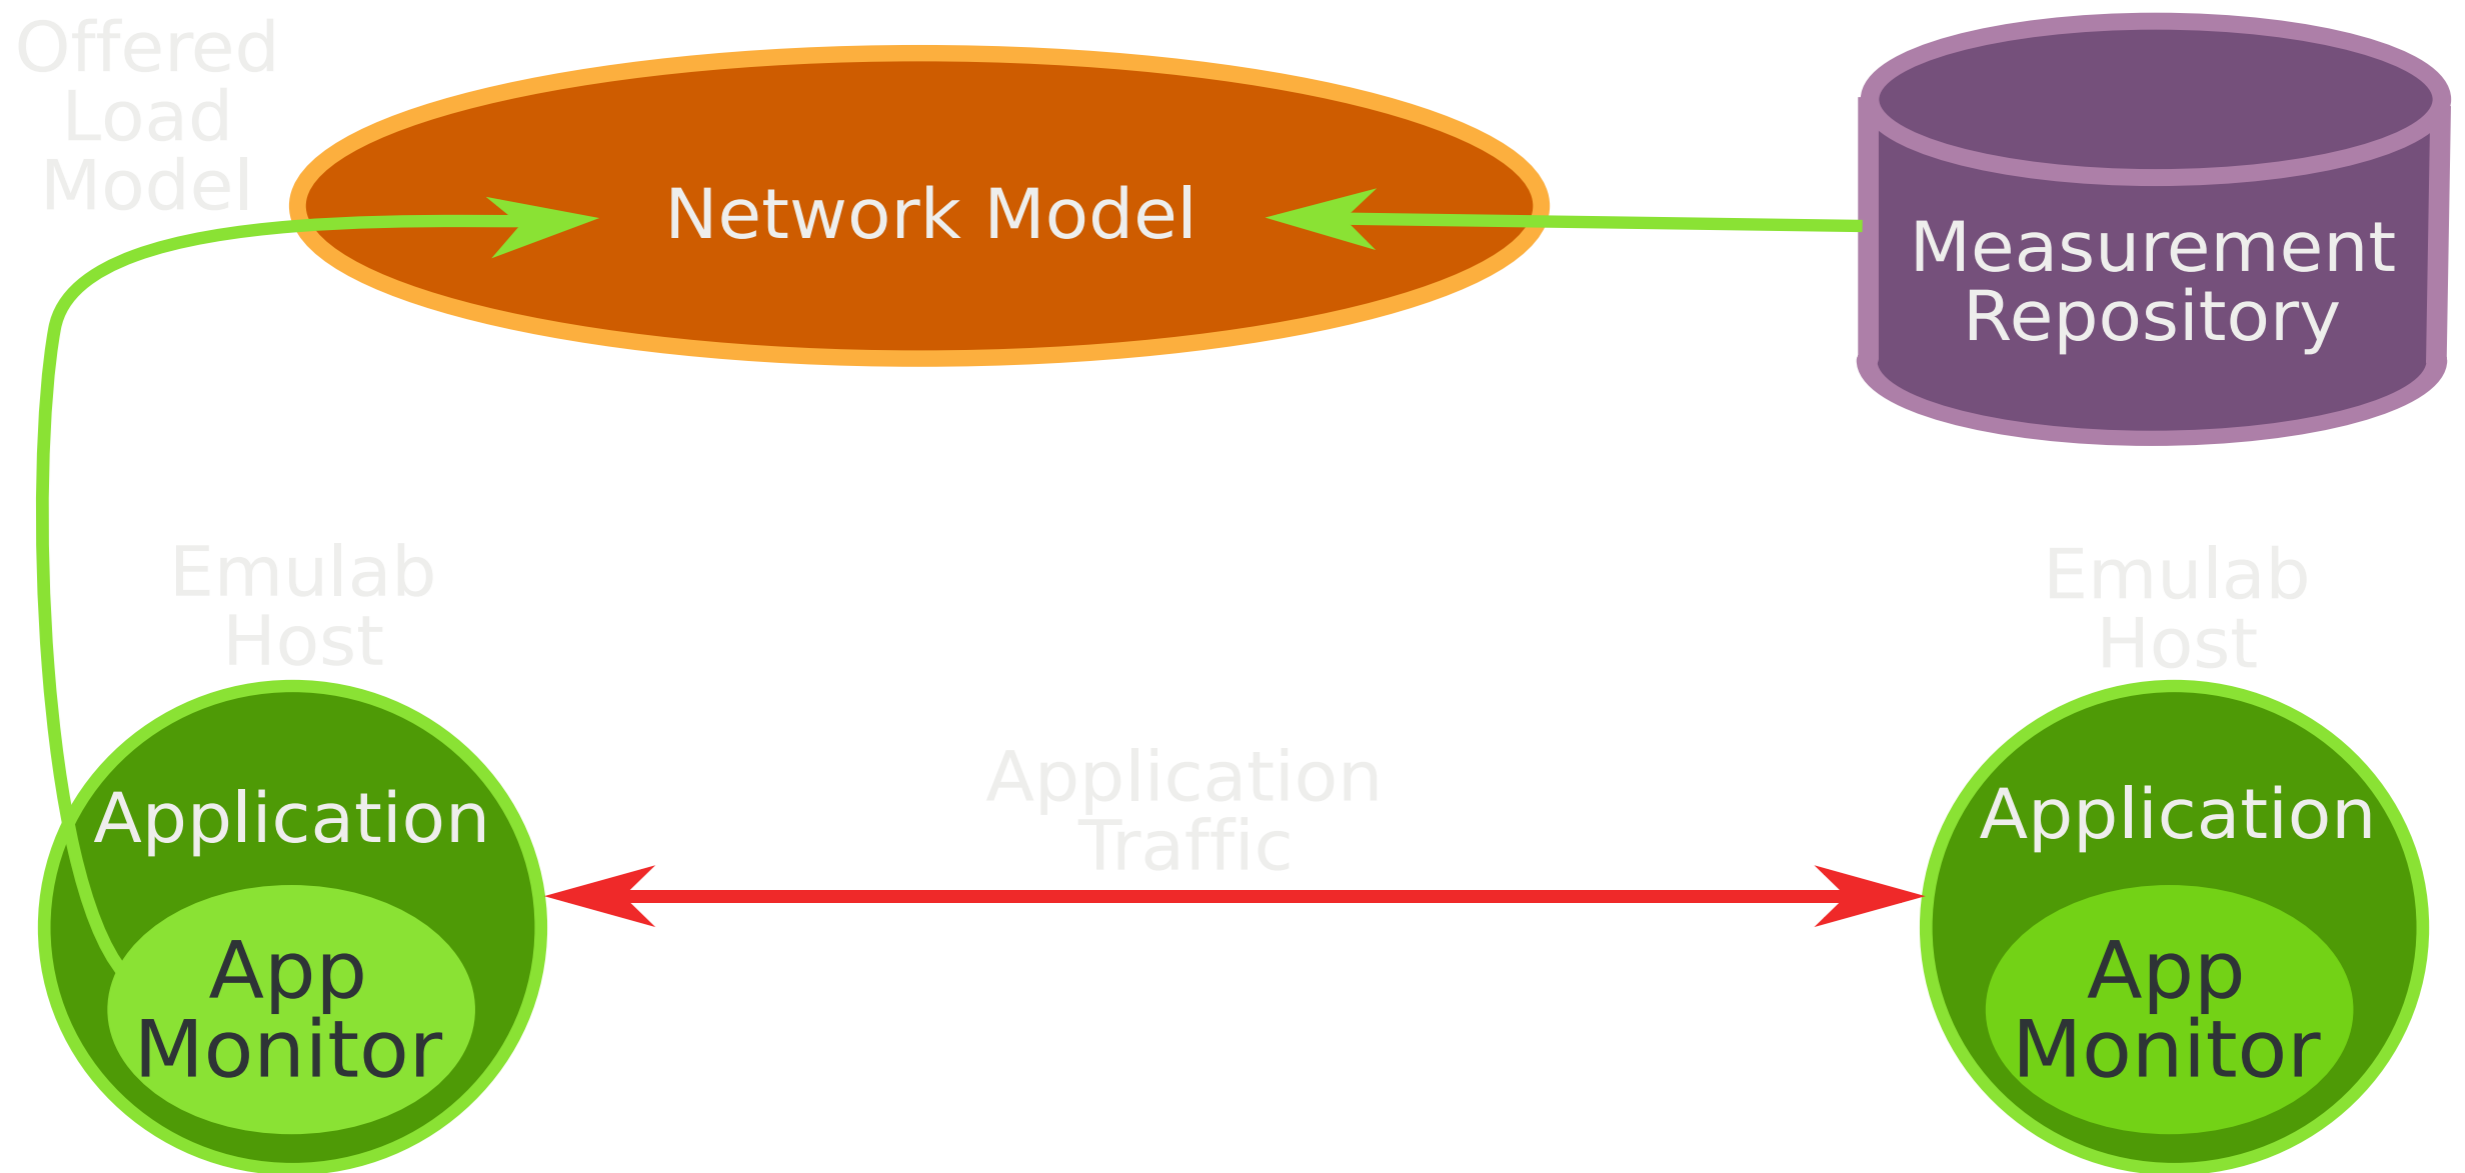 Offered
Load
Model
Network Model
Measurement
Repository
Emulab
Host
Emulab
Host
Application
Traffic
Application
App
Monitor
Application
App
Monitor